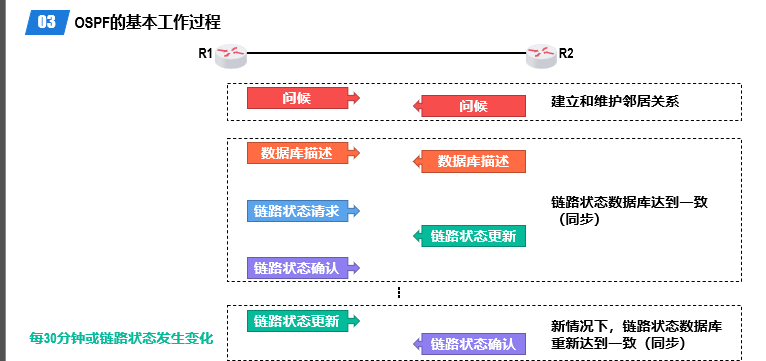 03 OSPF的基本工作过程
R1 R2
问候 问候 建立和维护邻居关系
数据库描述 数据库描述
链路状态请求 链路状态数据库达到一致
（同步）
链路状态更新
链路状态确认
每30分钟或链路状态发生变化 链路状态更新 新情况下，链路状态数据库
重新达到一致（同步）
链路状态确认